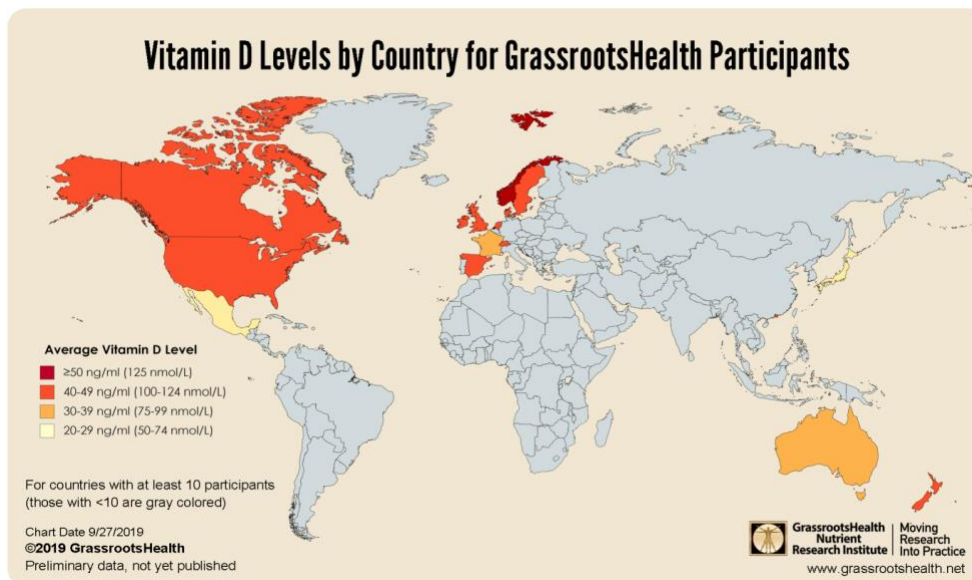 Vitamin D Levels by Country for GrassrootsHealth Participants
Average Vitamin D Level
≥50 ng/ml (125 nmol/L)
40-49 ng/ml (100-124 nmol/L)
30-39 ng/ml (75-99 nmol/L)
20-29 ng/ml (50-74 nmol/L)
For countries with at least 10 participants
(those with <10 are gray colored)
Chart Date 9/27/2019
©2019 GrassrootsHealth
Preliminary data, not yet published
GrassrootsHealth
Nutrient
Research Institute
Moving
Research
Into Practice
www.grassrootshealth.net